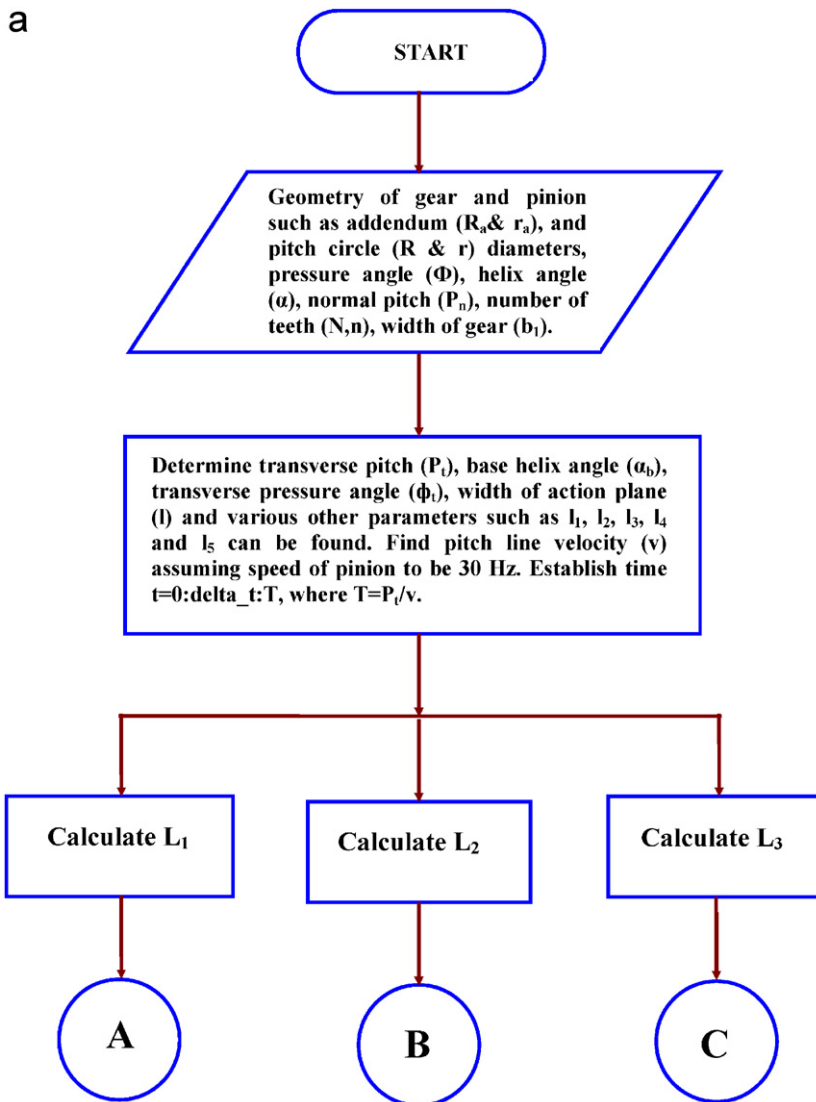 a
START
Geometry of gear and pinion
such as addendum (Rₐ& rₐ), and
pitch circle (R & r) diameters,
pressure angle (Φ), helix angle
(α), normal pitch (Pₙ), number of
teeth (N,n), width of gear (b₁).
Determine transverse pitch (Pₜ), base helix angle (α_b),
transverse pressure angle (ϕₜ), width of action plane
(l) and various other parameters such as l₁, l₂, l₃, l₄
and l₅ can be found. Find pitch line velocity (v)
assuming speed of pinion to be 30 Hz. Establish time
t=0:delta_t:T, where T=Pₜ/v.
Calculate L₁
Calculate L₂
Calculate L₃
A
B
C